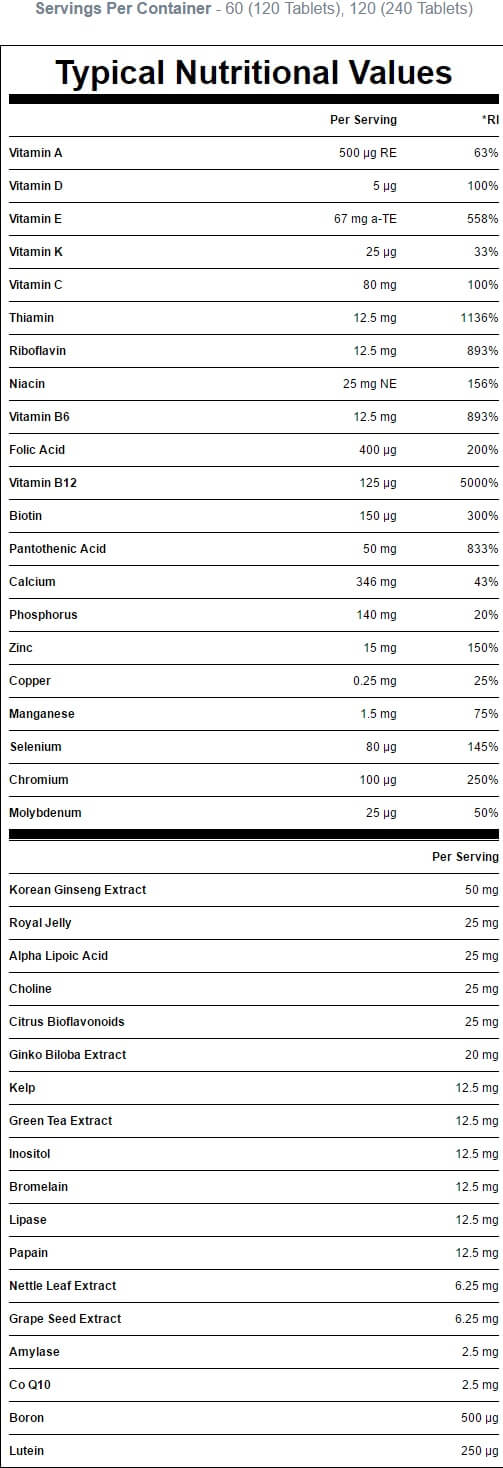 Servings Per Container - 60 (120 Tablets), 120 (240 Tablets)
Typical Nutritional Values
Per Serving *RI
Vitamin A 500 µg RE 63%
Vitamin D 5 µg 100%
Vitamin E 67 mg a-TE 558%
Vitamin K 25 µg 33%
Vitamin C 80 mg 100%
Thiamin 12.5 mg 1136%
Riboflavin 12.5 mg 893%
Niacin 25 mg NE 156%
Vitamin B6 12.5 mg 893%
Folic Acid 400 µg 200%
Vitamin B12 125 µg 5000%
Biotin 150 µg 300%
Pantothenic Acid 50 mg 833%
Calcium 346 mg 43%
Phosphorus 140 mg 20%
Zinc 15 mg 150%
Copper 0.25 mg 25%
Manganese 1.5 mg 75%
Selenium 80 µg 145%
Chromium 100 µg 250%
Molybdenum 25 µg 50%
Per Serving
Korean Ginseng Extract 50 mg
Royal Jelly 25 mg
Alpha Lipoic Acid 25 mg
Choline 25 mg
Citrus Bioflavonoids 25 mg
Ginko Biloba Extract 20 mg
Kelp 12.5 mg
Green Tea Extract 12.5 mg
Inositol 12.5 mg
Bromelain 12.5 mg
Lipase 12.5 mg
Papain 12.5 mg
Nettle Leaf Extract 6.25 mg
Grape Seed Extract 6.25 mg
Amylase 2.5 mg
Co Q10 2.5 mg
Boron 500 µg
Lutein 250 µg